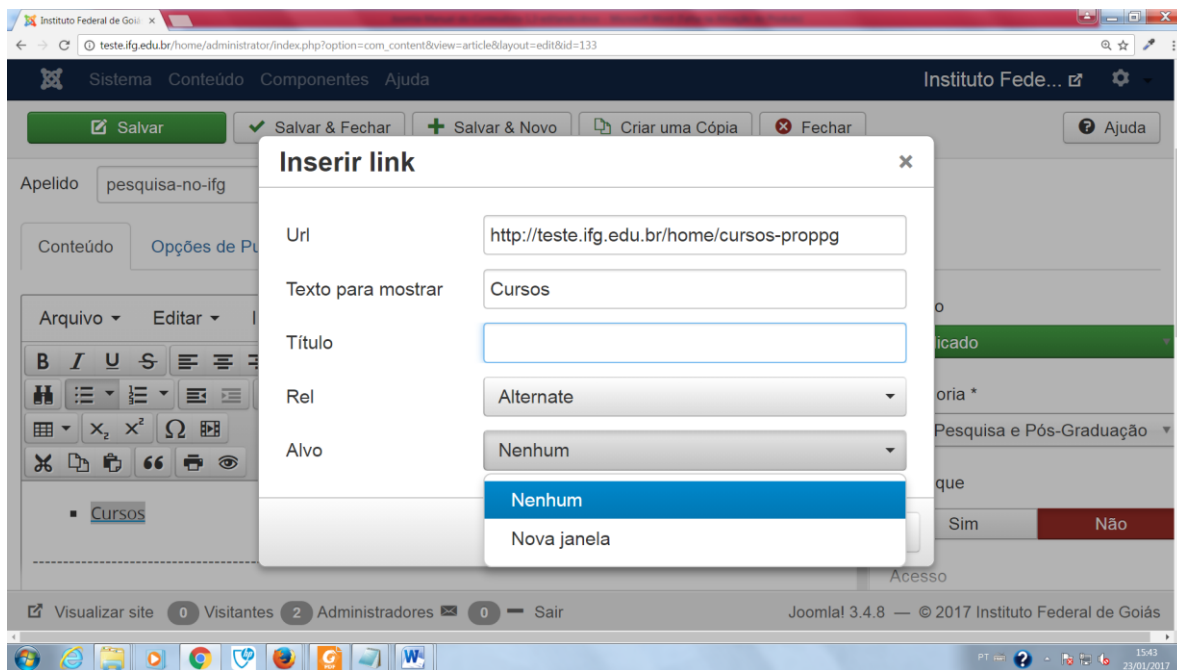 Instituto Federal de Goiá
teste.ifg.edu.br/home/administrator/index.php?option=com_content&view=article&layout=edit&id=133
Sistema Conteúdo Componentes Ajuda Instituto Fede...
Salvar Salvar & Fechar Salvar & Novo Criar uma Cópia Fechar Ajuda
Inserir link ×
Apelido pesquisa-no-ifg
Url http://teste.ifg.edu.br/home/cursos-proppg
Conteúdo Opções de Pu
Texto para mostrar Cursos
Arquivo Editar I o
Título licado
B I U S
Rel Alternate oria *
X₂ X² Ω Pesquisa e Pós-Graduação
Alvo Nenhum
que
Nenhum
Cursos Sim Não
Nova janela
Acesso
Visualizar site 0 Visitantes 2 Administradores 0 Sair Joomla! 3.4.8 — © 2017 Instituto Federal de Goiás
PT 15:43
23/01/2017